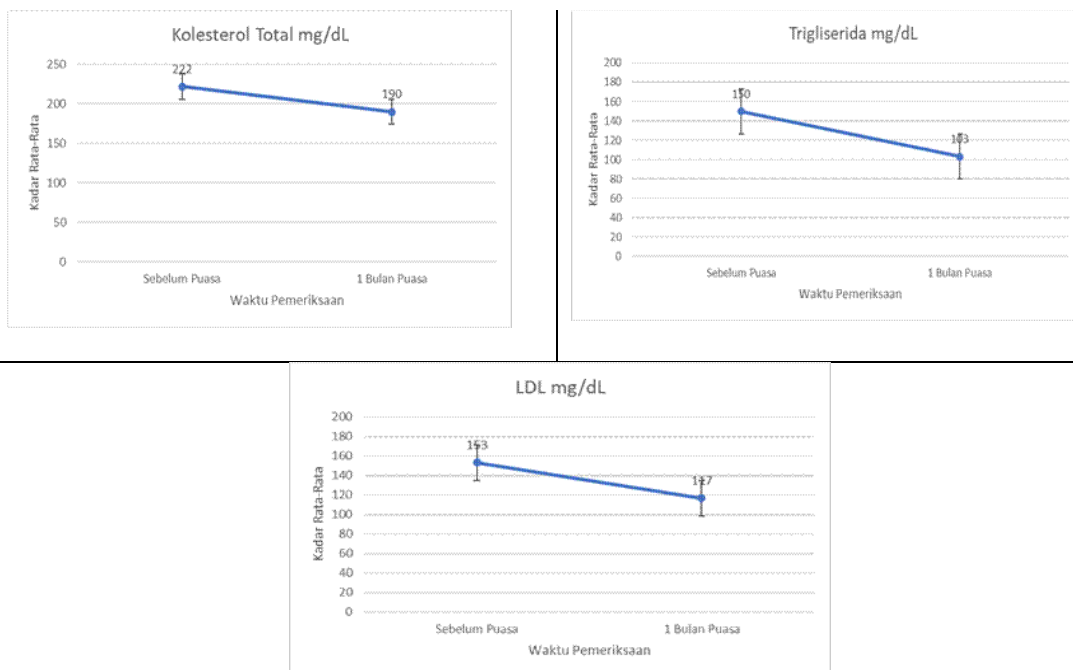 Kolesterol Total mg/dL
250
200
150
100
50
0
222
190
Kadar Rata-Rata
Sebelum Puasa
1 Bulan Puasa
Waktu Pemeriksaan
Trigliserida mg/dL
200
180
160
140
120
100
80
60
40
20
0
150
103
Kadar Rata-Rata
Sebelum Puasa
1 Bulan Puasa
Waktu Pemeriksaan
LDL mg/dL
200
180
160
140
120
100
80
60
40
20
0
153
117
Kadar Rata-Rata
Sebelum Puasa
1 Bulan Puasa
Waktu Pemeriksaan